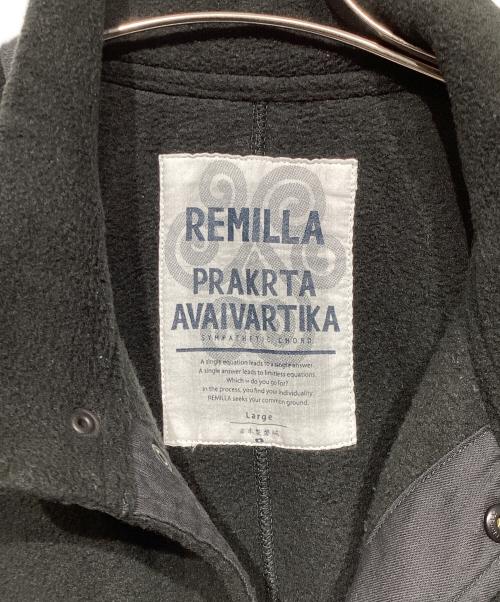 REMILLA
PRAKRTA
AVAIVARTIKA
SYMPATHETIC CHORD
A single equation leads to a single answer.
A single answer leads to limitless equations.
Which do you go for?
in the process, you find your individuality.
REMILLA seeks your common ground.
Large